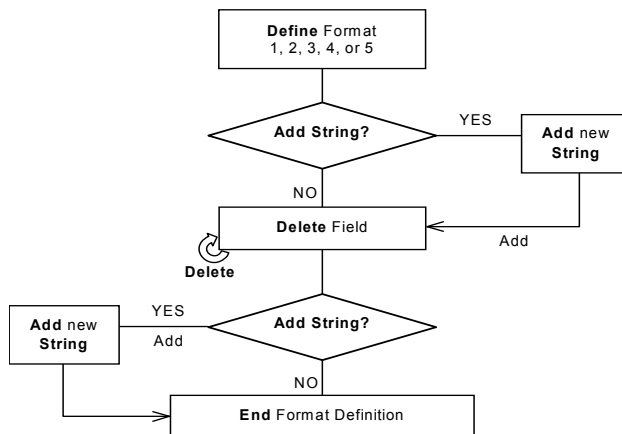 Define Format
1, 2, 3, 4, or 5
Add String?
YES
Add new
String
NO
Delete Field
Add
Delete
Add String?
YES
Add
Add new
String
NO
End Format Definition